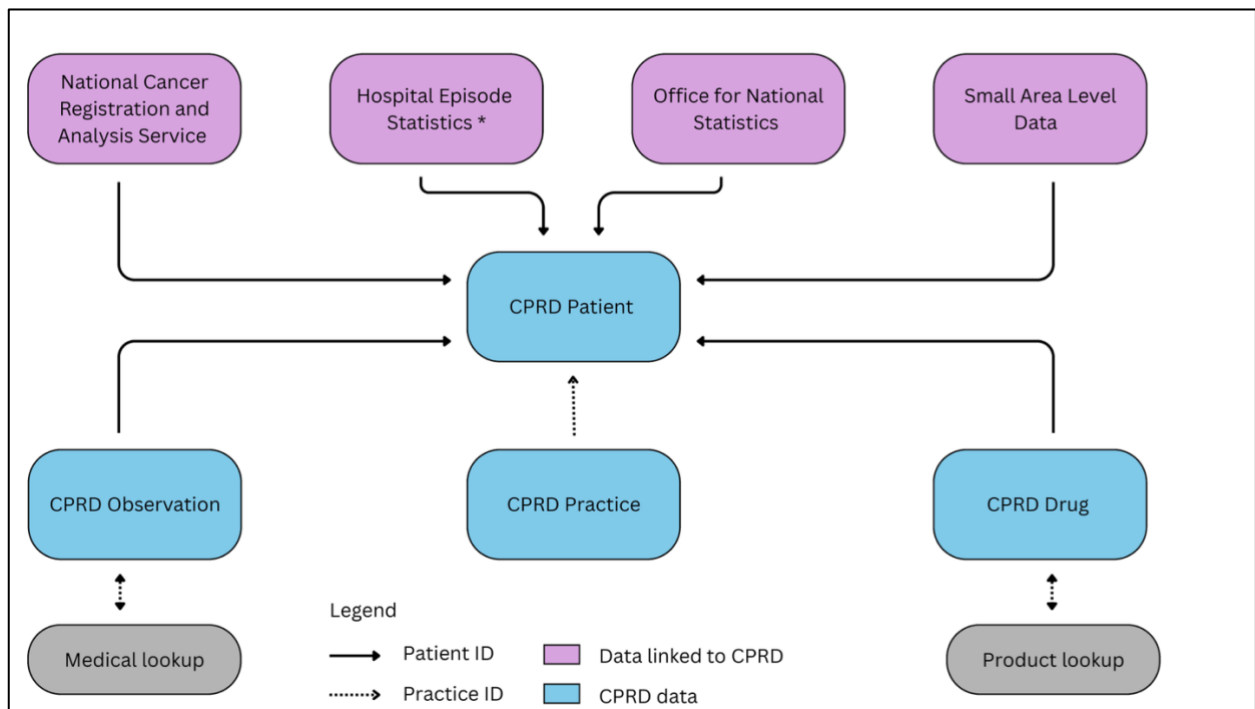 National Cancer
Registration and
Analysis Service
Hospital Episode
Statistics *
Office for National
Statistics
Small Area Level
Data
CPRD Patient
CPRD Observation
CPRD Practice
CPRD Drug
Medical lookup
Product lookup
Legend
Patient ID
Data linked to CPRD
Practice ID
CPRD data